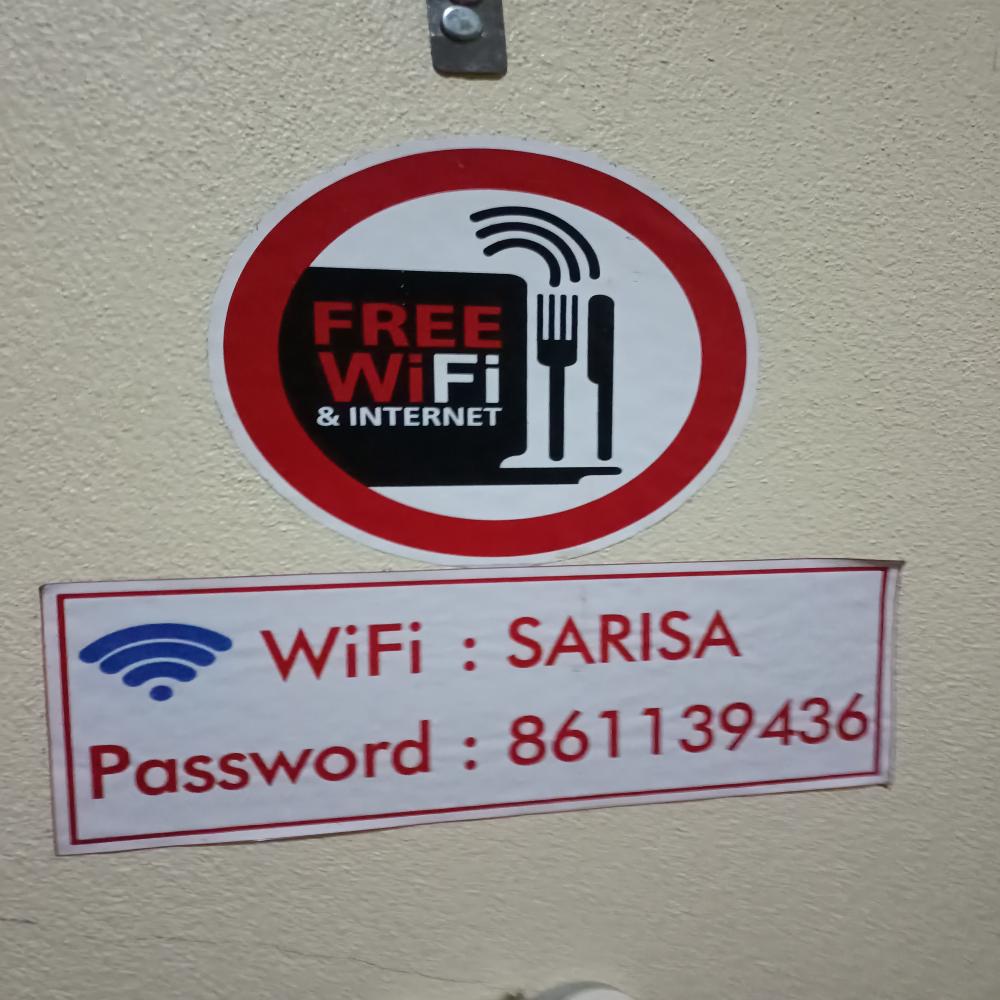 FREE
WiFi
& INTERNET
WiFi : SARISA
Password : 861139436